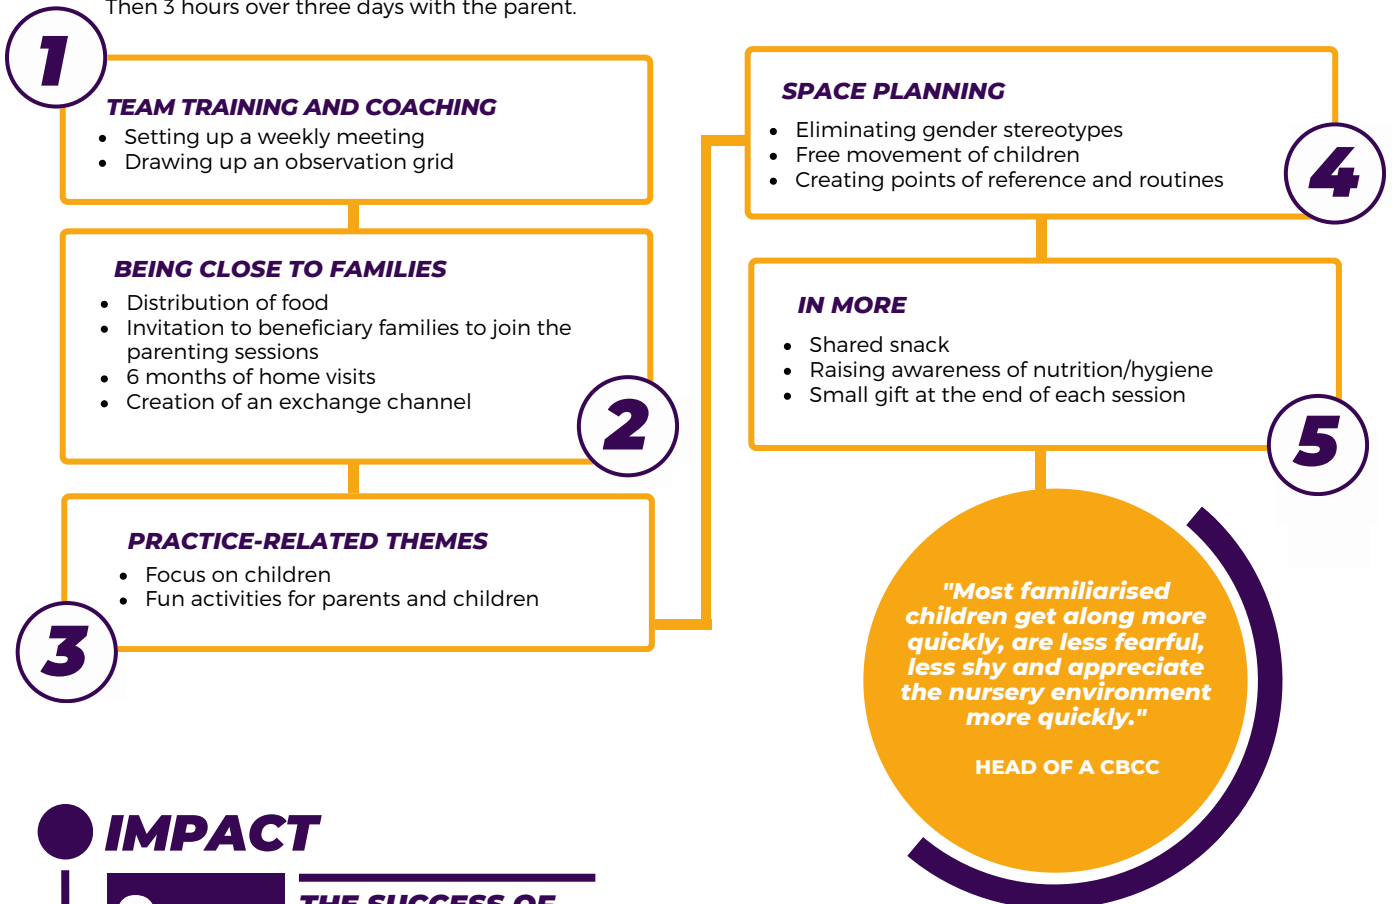 Then 3 hours over three days with the parent.
1
TEAM TRAINING AND COACHING
• Setting up a weekly meeting
• Drawing up an observation grid
BEING CLOSE TO FAMILIES
• Distribution of food
• Invitation to beneficiary families to join the
parenting sessions
• 6 months of home visits
• Creation of an exchange channel
2
PRACTICE-RELATED THEMES
• Focus on children
• Fun activities for parents and children
3
SPACE PLANNING
• Eliminating gender stereotypes
• Free movement of children
• Creating points of reference and routines
4
IN MORE
• Shared snack
• Raising awareness of nutrition/hygiene
• Small gift at the end of each session
5
"Most familiarised
children get along more
quickly, are less fearful,
less shy and appreciate
the nursery environment
more quickly."
HEAD OF A CBCC
IMPACT
THE SUCCESS OF